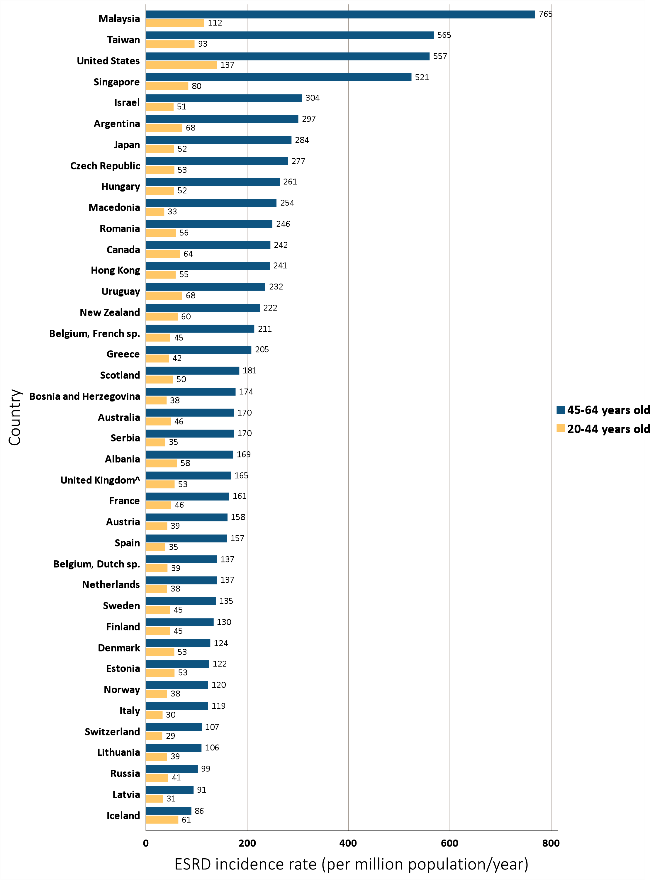 Malaysia 765
112
Taiwan 565
93
United States 557
137
Singapore 521
80
Israel 304
51
Argentina 297
68
Japan 284
52
Czech Republic 277
53
Hungary 261
52
Macedonia 254
33
Romania 246
56
Canada 242
64
Hong Kong 241
55
Uruguay 232
68
New Zealand 222
60
Belgium, French sp. 211
45
Greece 205
42
Scotland 181
50
Bosnia and Herzegovina 174
38
Australia 170
46
Serbia 170
35
Albania 169
58
United Kingdom^ 165
53
France 161
46
Austria 158
39
Spain 157
35
Belgium, Dutch sp. 137
39
Netherlands 137
38
Sweden 135
45
Finland 130
45
Denmark 124
53
Estonia 122
53
Norway 120
38
Italy 119
30
Switzerland 107
29
Lithuania 106
39
Russia 99
41
Latvia 91
31
Iceland 86
61
Country
45-64 years old
20-44 years old
0 200 400 600 800
ESRD incidence rate (per million population/year)